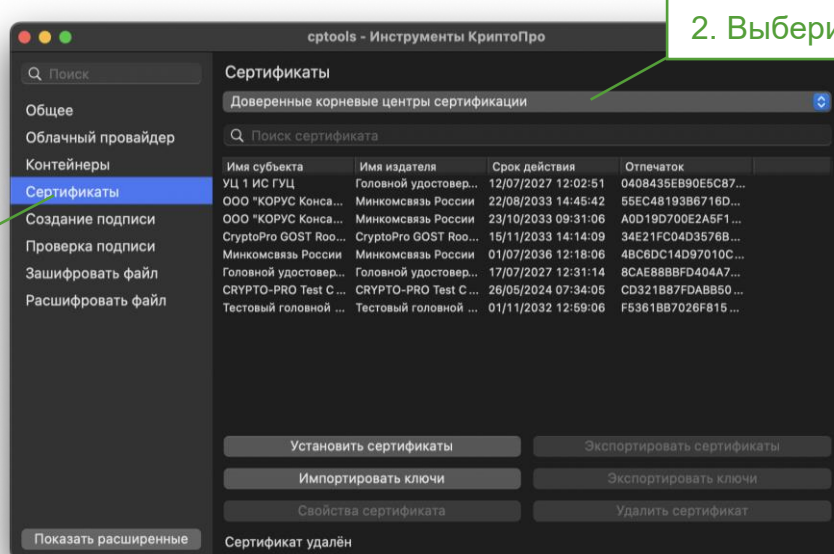 2. Выбери
cptools - Инструменты КриптоПро
Поиск
Общее
Облачный провайдер
Контейнеры
Сертификаты
Создание подписи
Проверка подписи
Зашифровать файл
Расшифровать файл
Показать расширенные
Сертификаты
Доверенные корневые центры сертификации
Поиск сертификата
Имя субъекта Имя издателя Срок действия Отпечаток
УЦ 1 ИС ГУЦ Головной удостовер... 12/07/2027 12:02:51 0408435EB90E5C87...
ООО "КОРУС Конса... Минкомсвязь России 22/08/2033 14:45:42 55EC48193B6716D...
ООО "КОРУС Конса... Минкомсвязь России 23/10/2033 09:31:06 A0D19D700E2A5F1...
CryptoPro GOST Roo... CryptoPro GOST Roo... 15/11/2033 14:14:09 34E21FC04D3576B...
Минкомсвязь России Минкомсвязь России 01/07/2036 12:18:06 4BC6DC14D97010C...
Головной удостовер... Головной удостовер... 17/07/2027 12:31:14 8CAE88BBFD404A7...
CRYPTO-PRO Test C ... CRYPTO-PRO Test C ... 26/05/2024 07:34:05 CD321B87FDABB50...
Тестовый головной ... Тестовый головной ... 01/11/2032 12:59:06 F5361BB7026F815...
Установить сертификаты
Экспортировать сертификаты
Импортировать ключи
Экспортировать ключи
Свойства сертификата
Удалить сертификат
Сертификат удалён